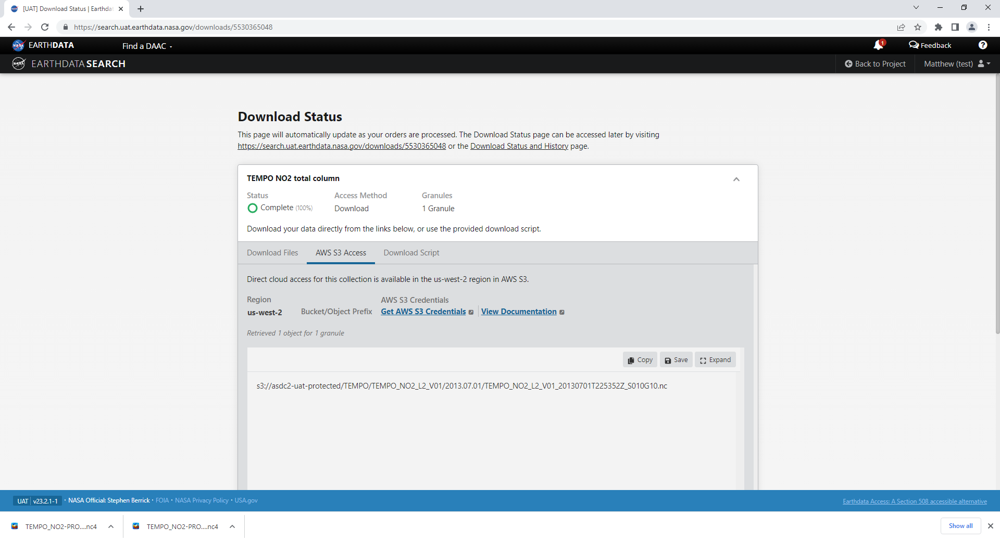 [UAT] Download Status | Earthdat
https://search.uat.earthdata.nasa.gov/downloads/5530365048
EARTHDATA
Find a DAAC
1
Feedback
?
EARTHDATA SEARCH
Back to Project
Matthew (test)
Download Status
This page will automatically update as your orders are processed. The Download Status page can be accessed later by visiting
https://search.uat.earthdata.nasa.gov/downloads/5530365048 or the Download Status and History page.
TEMPO NO2 total column
Status
Access Method
Granules
Complete (100%)
Download
1 Granule
Download your data directly from the links below, or use the provided download script.
Download Files
AWS S3 Access
Download Script
Direct cloud access for this collection is available in the us-west-2 region in AWS S3.
Region
AWS S3 Credentials
us-west-2
Bucket/Object Prefix
Get AWS S3 Credentials
View Documentation
Retrieved 1 object for 1 granule
Copy
Save
Expand
s3://asdc2-uat-protected/TEMPO/TEMPO_NO2_L2_V01/2013.07.01/TEMPO_NO2_L2_V01_20130701T225352Z_S010G10.nc
UAT v23.2.1-1 · NASA Official: Stephen Berrick · FOIA · NASA Privacy Policy · USA.gov
Earthdata Access: A Section 508 accessible alternative
TEMPO_NO2-PRO....nc4
TEMPO_NO2-PRO....nc4
Show all